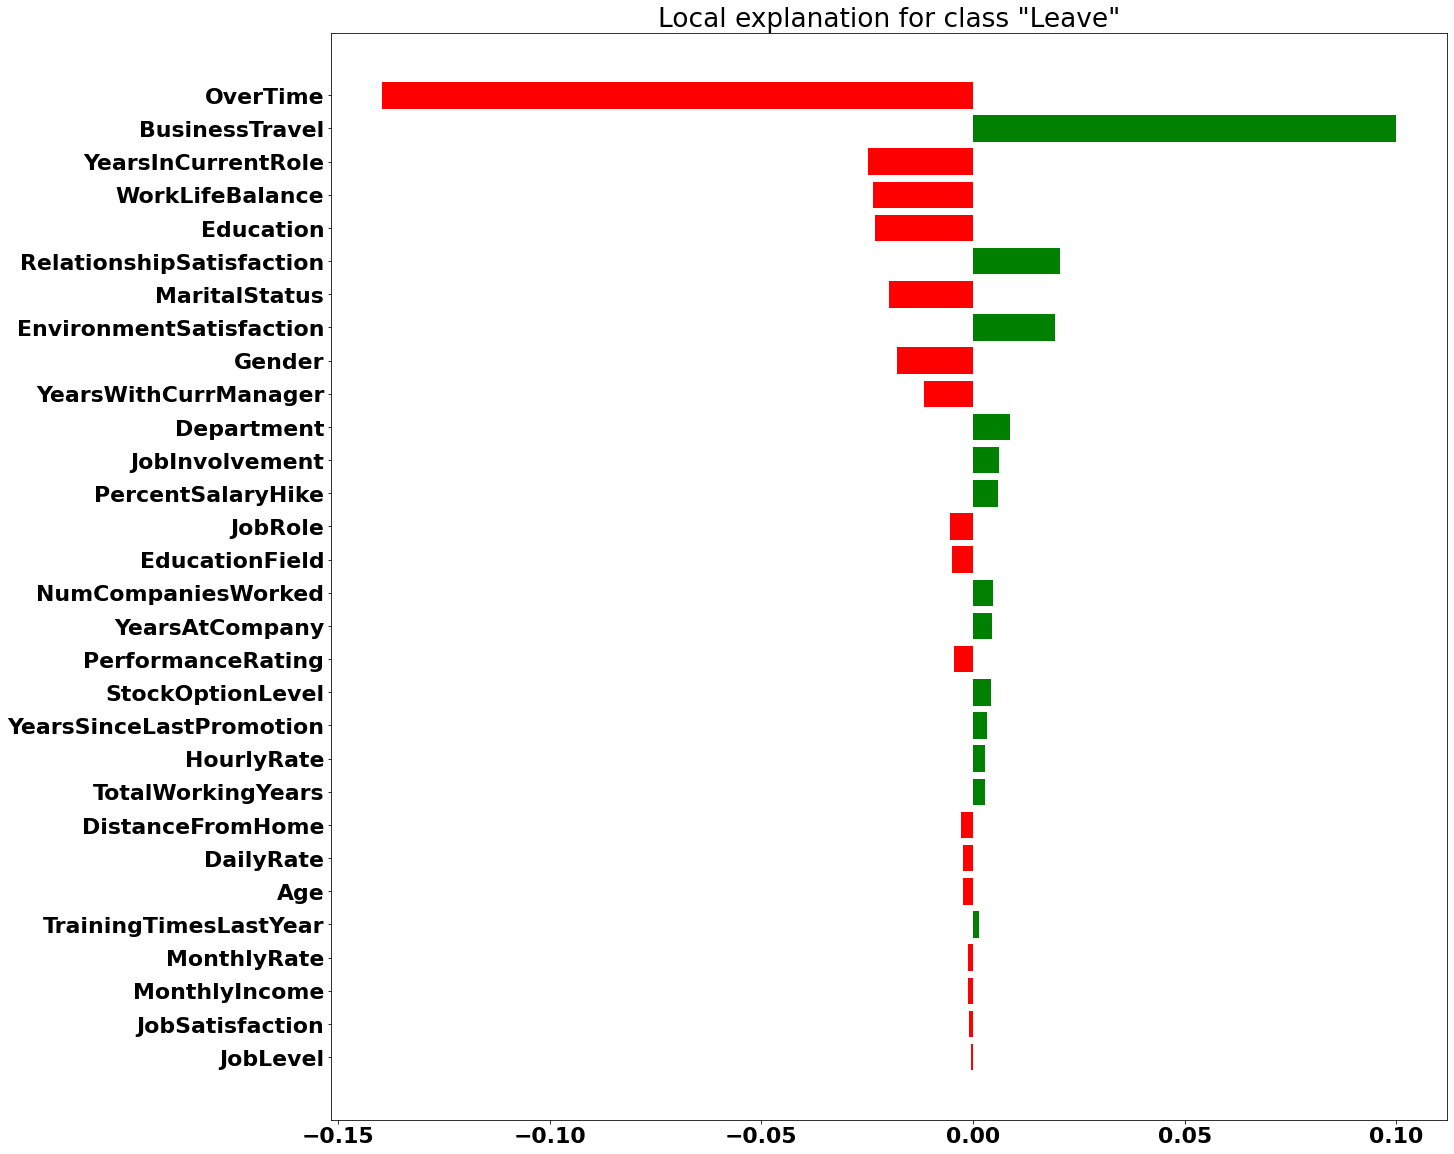 Local explanation for class "Leave"
OverTime
BusinessTravel
YearsInCurrentRole
WorkLifeBalance
Education
RelationshipSatisfaction
MaritalStatus
EnvironmentSatisfaction
Gender
YearsWithCurrManager
Department
JobInvolvement
PercentSalaryHike
JobRole
EducationField
NumCompaniesWorked
YearsAtCompany
PerformanceRating
StockOptionLevel
YearsSinceLastPromotion
HourlyRate
TotalWorkingYears
DistanceFromHome
DailyRate
Age
TrainingTimesLastYear
MonthlyRate
MonthlyIncome
JobSatisfaction
JobLevel
−0.15 −0.10 −0.05 0.00 0.05 0.10